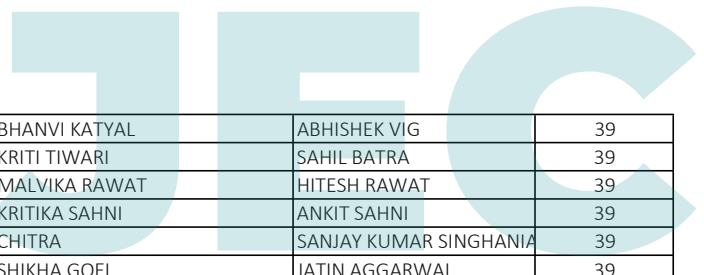 JEC
BHANVI KATYAL ABHISHEK VIG 39
KRITI TIWARI SAHIL BATRA 39
MALVIKA RAWAT HITESH RAWAT 39
KRITIKA SAHNI ANKIT SAHNI 39
CHITRA SANJAY KUMAR SINGHANIA 39
SHIKHA GOEL JATIN AGGARWAL 39